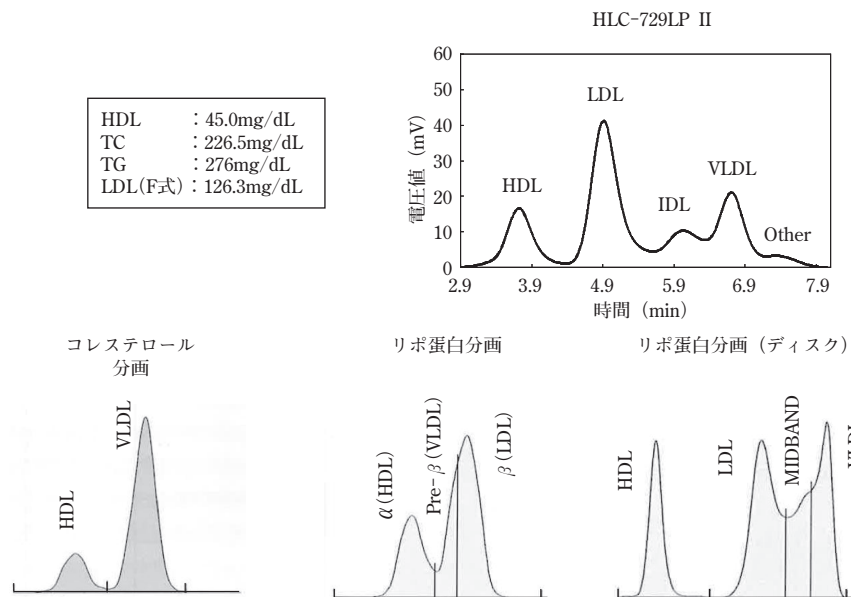 HLC-729LP II
HDL : 45.0mg/dL
TC : 226.5mg/dL
TG : 276mg/dL
LDL(F式) : 126.3mg/dL
電圧値 (mV)
60
50
40
30
20
10
0
HDL
LDL
IDL
VLDL
Other
2.9 3.9 4.9 5.9 6.9 7.9
時間 (min)
コレステロール
分画
HDL
VLDL
リポ蛋白分画
α(HDL)
Pre-β(VLDL)
β(LDL)
リポ蛋白分画（ディスク）
HDL
LDL
MIDBAND
VLDL